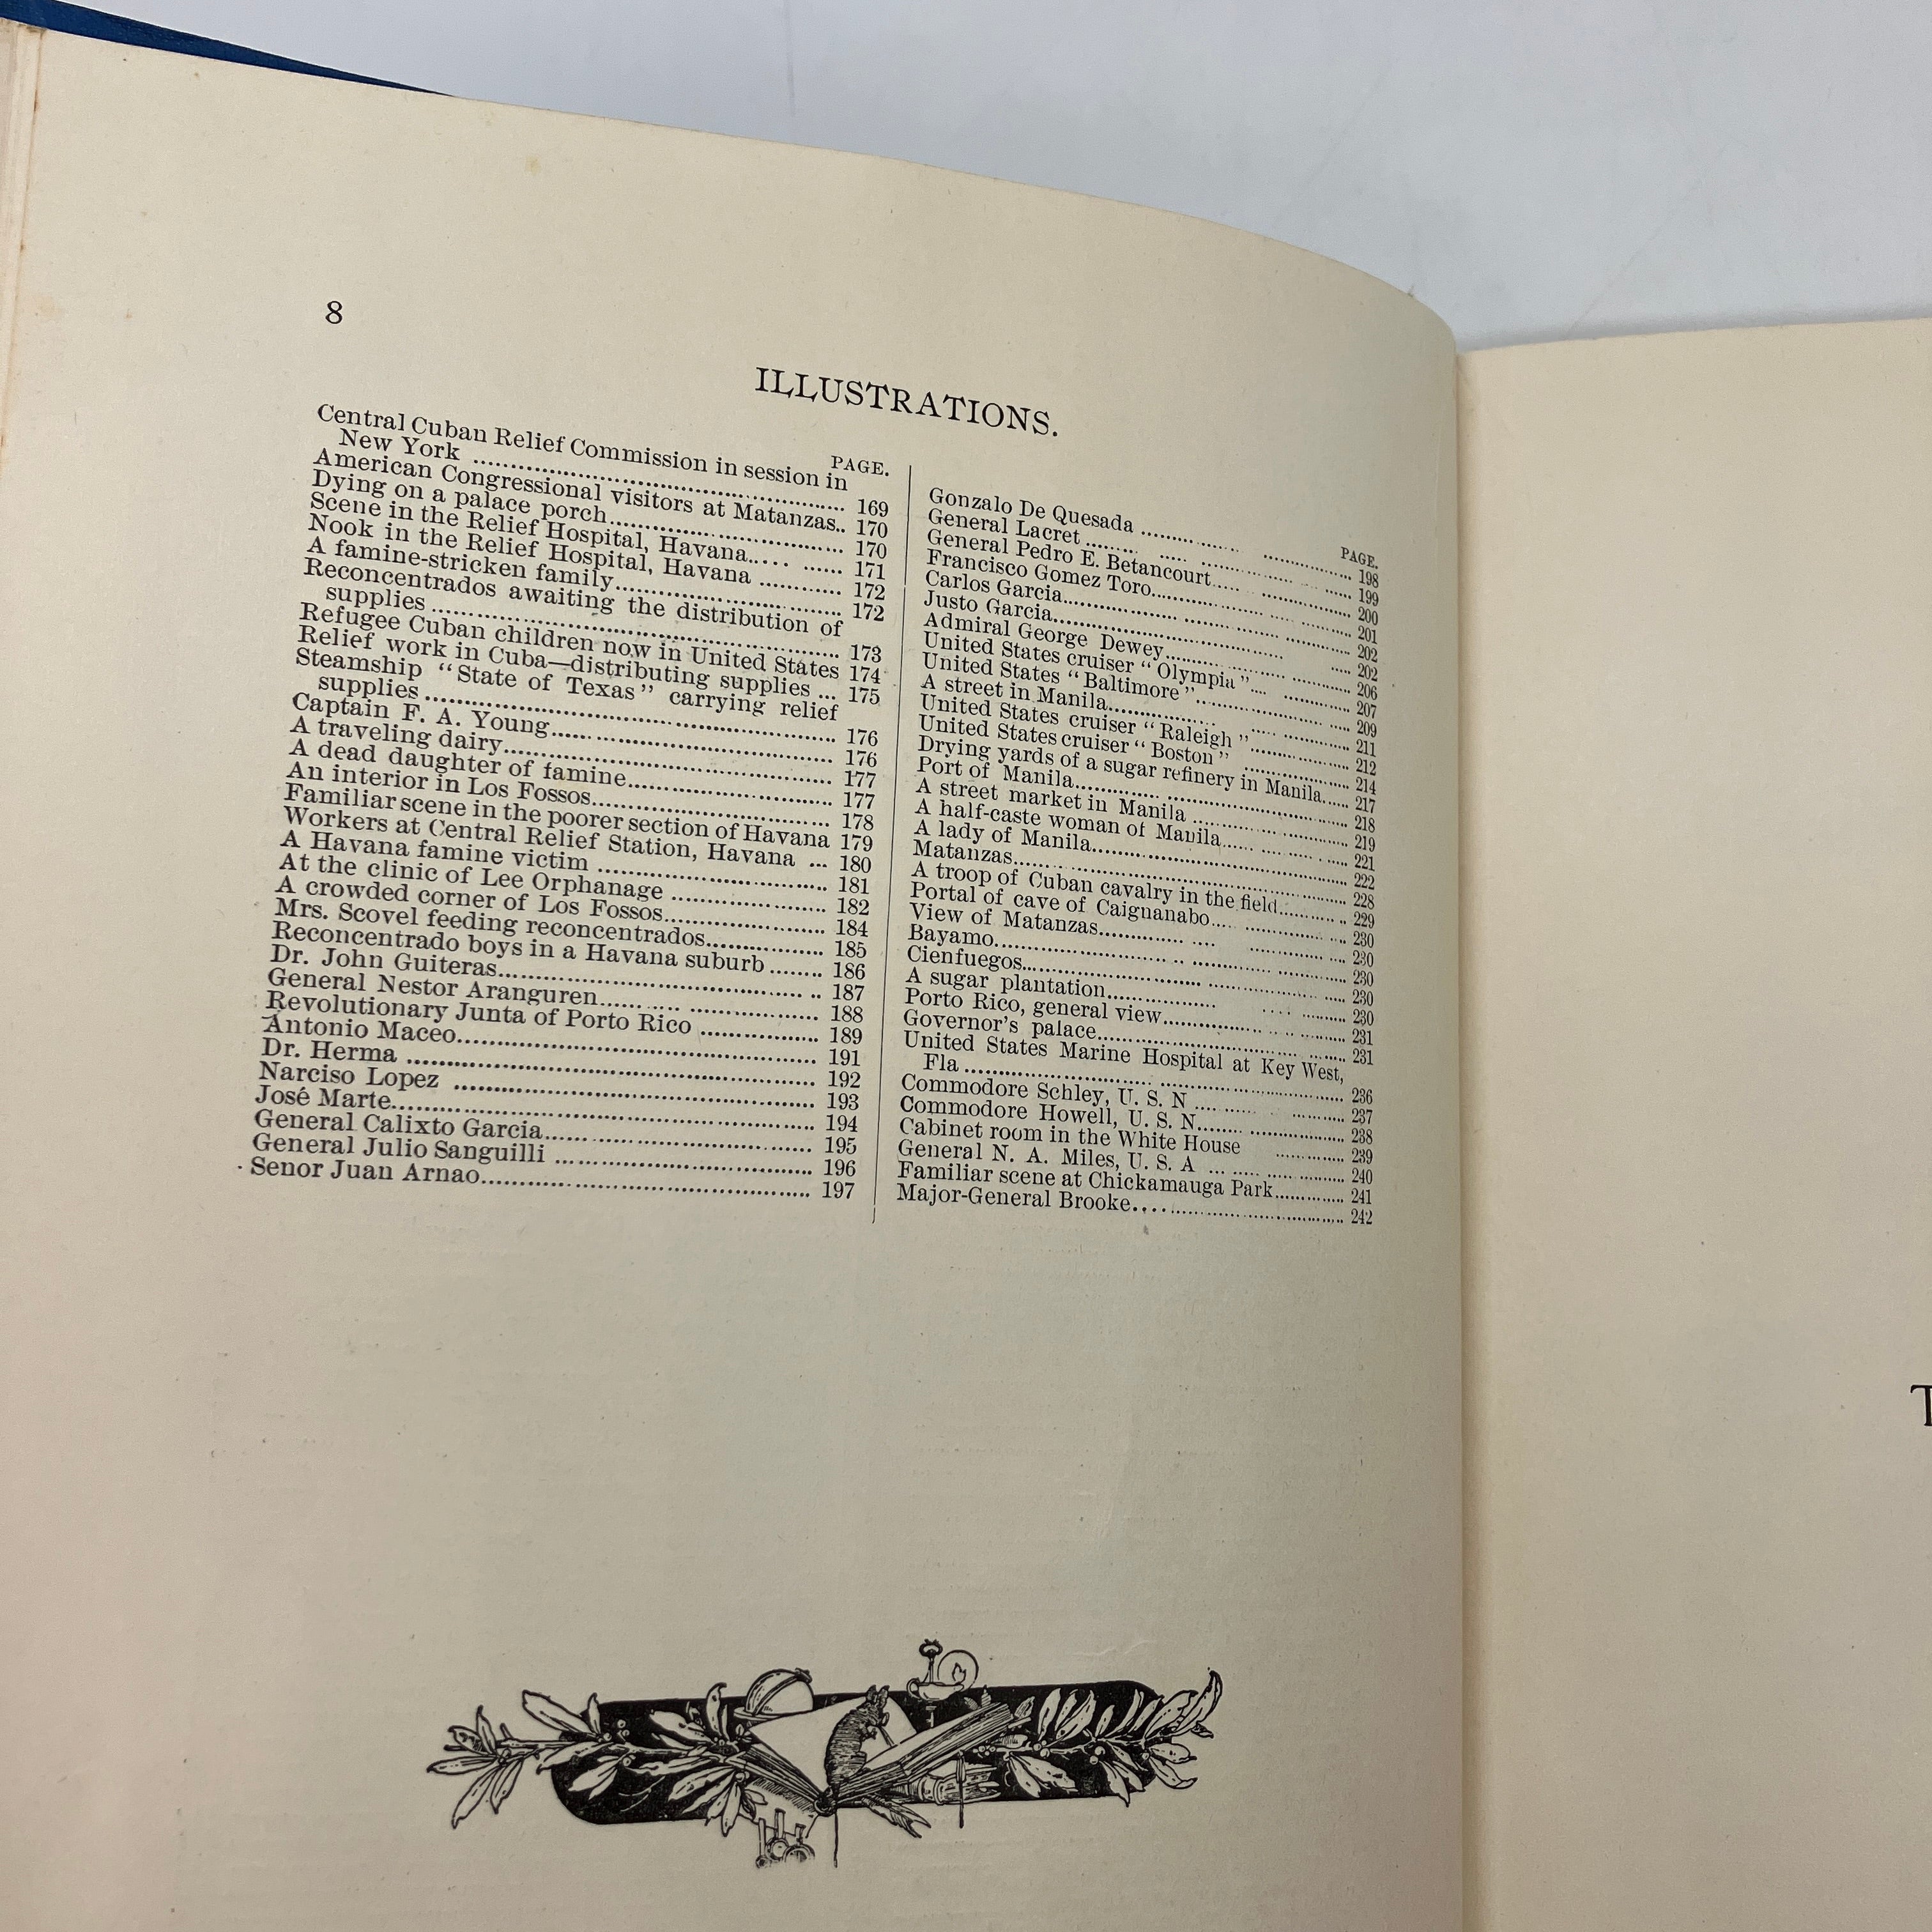 8
ILLUSTRATIONS.
PAGE.
Central Cuban Relief Commission in session in
New York ........ 169
American Congressional visitors at Matanzas.. 170
Dying on a palace porch........ 170
Scene in the Relief Hospital, Havana........ 171
Nook in the Relief Hospital, Havana ........ 172
A famine-stricken family........ 172
Reconcentrados awaiting the distribution of
supplies ........ 173
Refugee Cuban children now in United States 174
Relief work in Cuba—distributing supplies ... 175
Steamship "State of Texas" carrying relief
supplies ........ 176
Captain F. A. Young........ 176
A traveling dairy........ 177
A dead daughter of famine........ 177
An interior in Los Fossos........ 178
Familiar scene in the poorer section of Havana 179
Workers at Central Relief Station, Havana ... 180
A Havana famine victim ........ 181
At the clinic of Lee Orphanage ........ 182
A crowded corner of Los Fossos........ 184
Mrs. Scovel feeding reconcentrados........ 185
Reconcentrado boys in a Havana suburb ........ 186
Dr. John Guiteras........ 187
General Nestor Aranguren........ 188
Revolutionary Junta of Porto Rico ........ 189
Antonio Maceo........ 191
Dr. Herma ........ 192
Narciso Lopez ........ 193
José Marte........ 194
General Calixto Garcia........ 195
General Julio Sanguilli ........ 196
Senor Juan Arnao........ 197
PAGE.
Gonzalo De Quesada ........ 198
General Lacret ........ 199
General Pedro E. Betancourt........ 200
Francisco Gomez Toro........ 201
Carlos Garcia........ 202
Justo Garcia........ 202
Admiral George Dewey........ 206
United States cruiser "Olympia"........ 207
United States "Baltimore"........ 209
A street in Manila........ 211
United States cruiser "Raleigh"........ 212
United States cruiser "Boston" ........ 214
Drying yards of a sugar refinery in Manila...... 217
Port of Manila........ 218
A street market in Manila ........ 219
A half-caste woman of Manila........ 221
A lady of Manila........ 222
Matanzas........ 228
A troop of Cuban cavalry in the field........ 229
Portal of cave of Caignanabo........ 230
View of Matanzas........ 230
Bayamo........ 230
Cienfuegos........ 230
A sugar plantation........ 230
Porto Rico, general view........ 231
Governor's palace........ 231
United States Marine Hospital at Key West,
Fla ........ 236
Commodore Schley, U. S. N ........ 237
Commodore Howell, U. S. N........ 238
Cabinet room in the White House ........ 239
General N. A. Miles, U. S. A ........ 240
Familiar scene at Chickamauga Park........ 241
Major-General Brooke........ 242
T